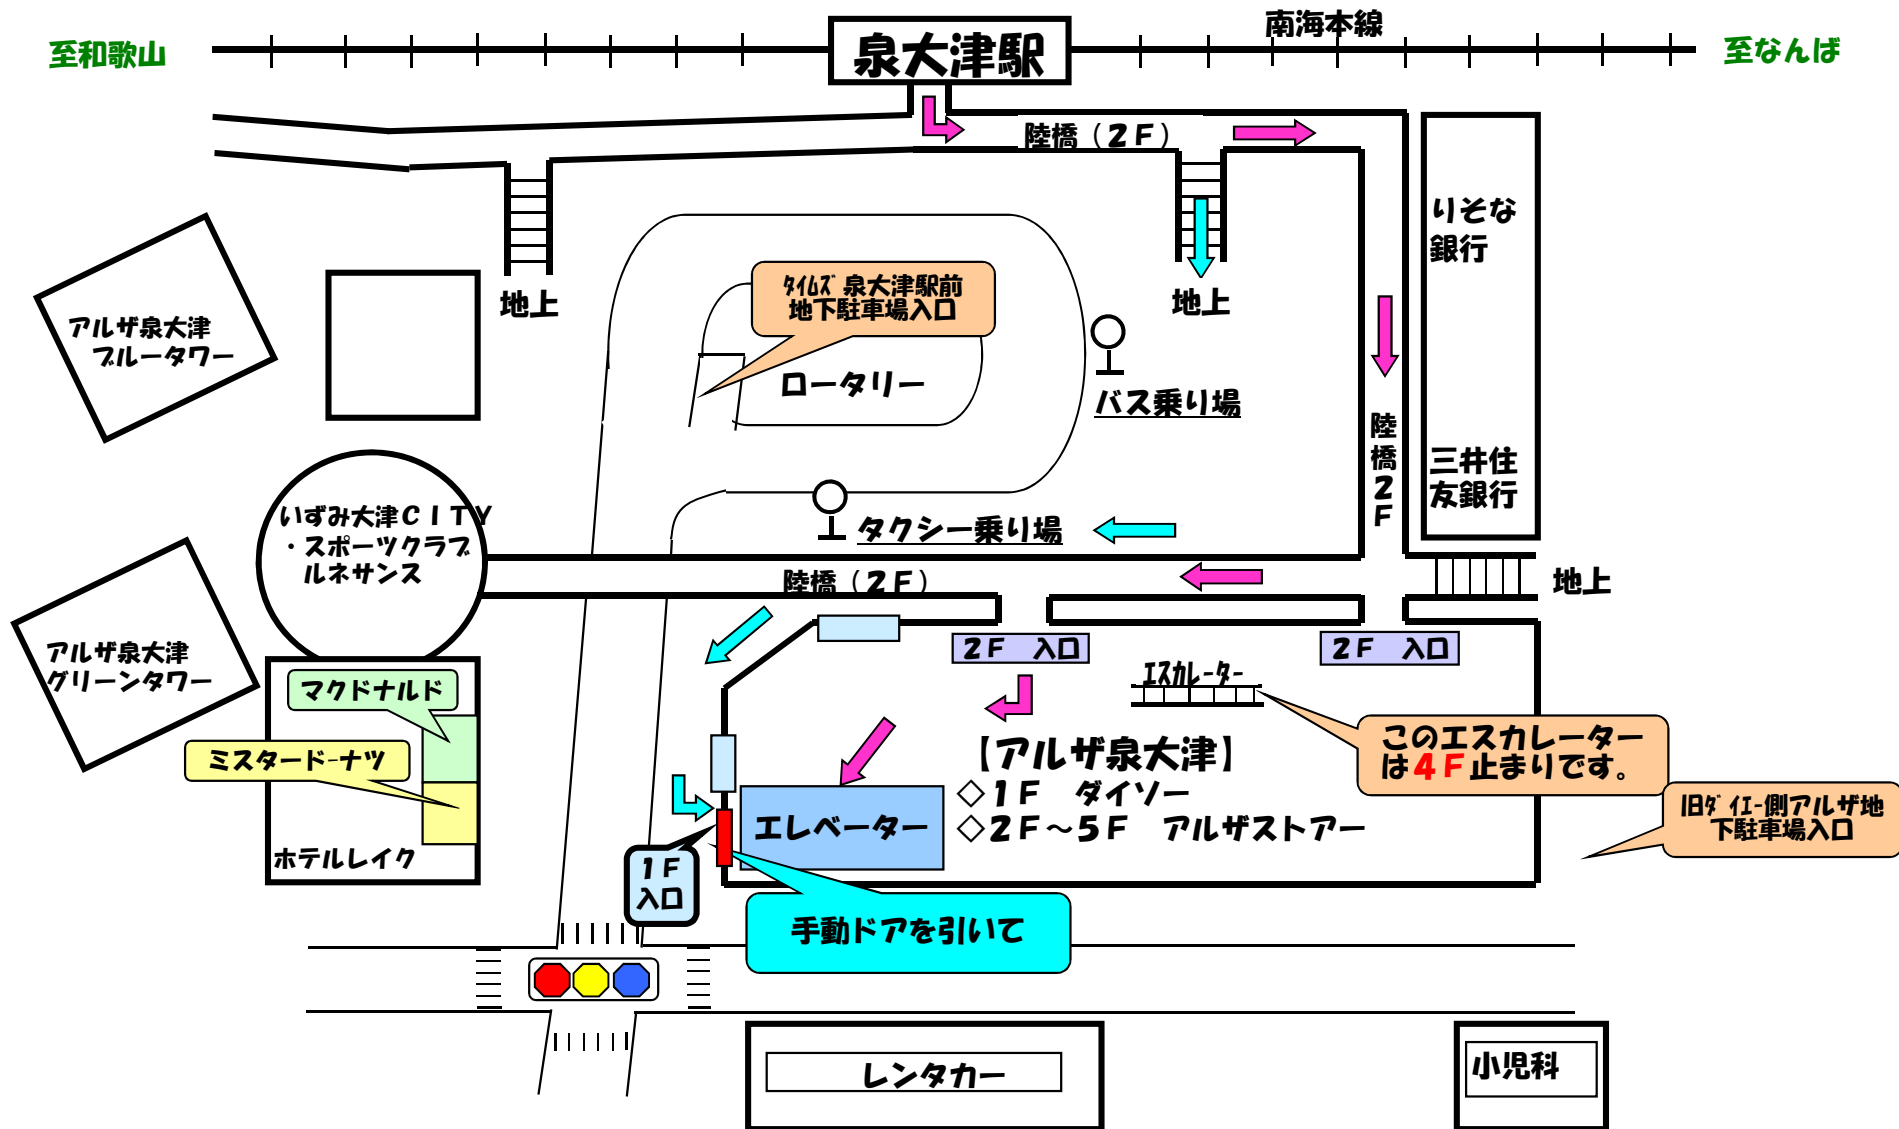 南海本線
至和歌山
泉大津駅
至なんば
陸橋（２Ｆ）
りそな
銀行
三井住
友銀行
地上
地上
ﾀｲﾑｽﾞ泉大津駅前
地下駐車場入口
アルザ泉大津
ブルータワー
ロータリー
バス乗り場
陸
橋
２
Ｆ
いずみ大津ＣＩＴＹ
・スポーツクラブ
ルネサンス
タクシー乗り場
陸橋（２Ｆ）
地上
アルザ泉大津
グリーンタワー
２Ｆ　入口
２Ｆ　入口
ｴｽｶﾚｰﾀｰ
マクドナルド
ミスタードｰナツ
ホテルレイク
このエスカレーター
は４Ｆ止まりです。
【アルザ泉大津】
◇１Ｆ　ダイソー
◇２Ｆ～５Ｆ　アルザストアー
エレベーター
旧ﾀﾞｲｴｰ側アルザ地
下駐車場入口
１Ｆ
入口
手動ドアを引いて
レンタカー
小児科